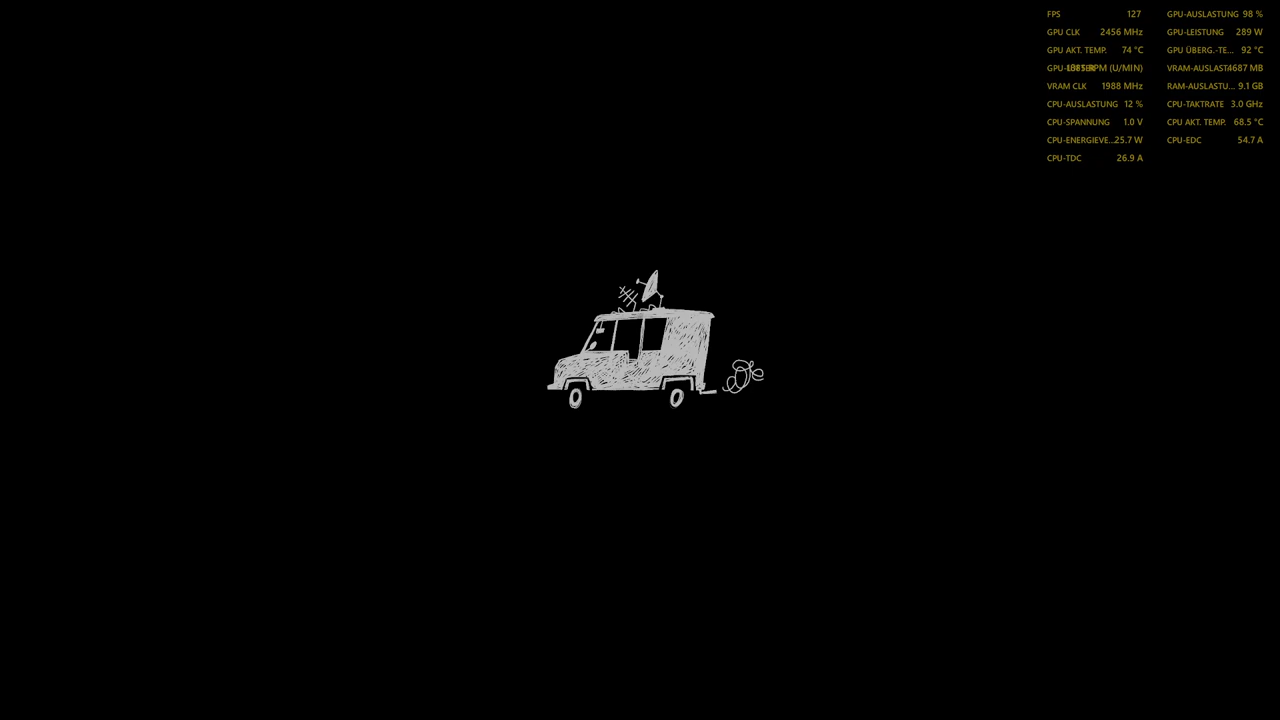 FPS 127 GPU-AUSLASTUNG 98 %
GPU CLK 2456 MHz GPU-LEISTUNG 289 W
GPU AKT. TEMP. 74 °C GPU ÜBERG.-TE... 92 °C
RPM (U/MIN) VRAM-AUSLAST 4687 MB
VRAM CLK 1988 MHz RAM-AUSLASTU... 9.1 GB
CPU-AUSLASTUNG 12 % CPU-TAKTRATE 3.0 GHz
CPU-SPANNUNG 1.0 V CPU AKT. TEMP. 68.5 °C
CPU-ENERGIEVE... 25.7 W CPU-EDC 54.7 A
CPU-TDC 26.9 A